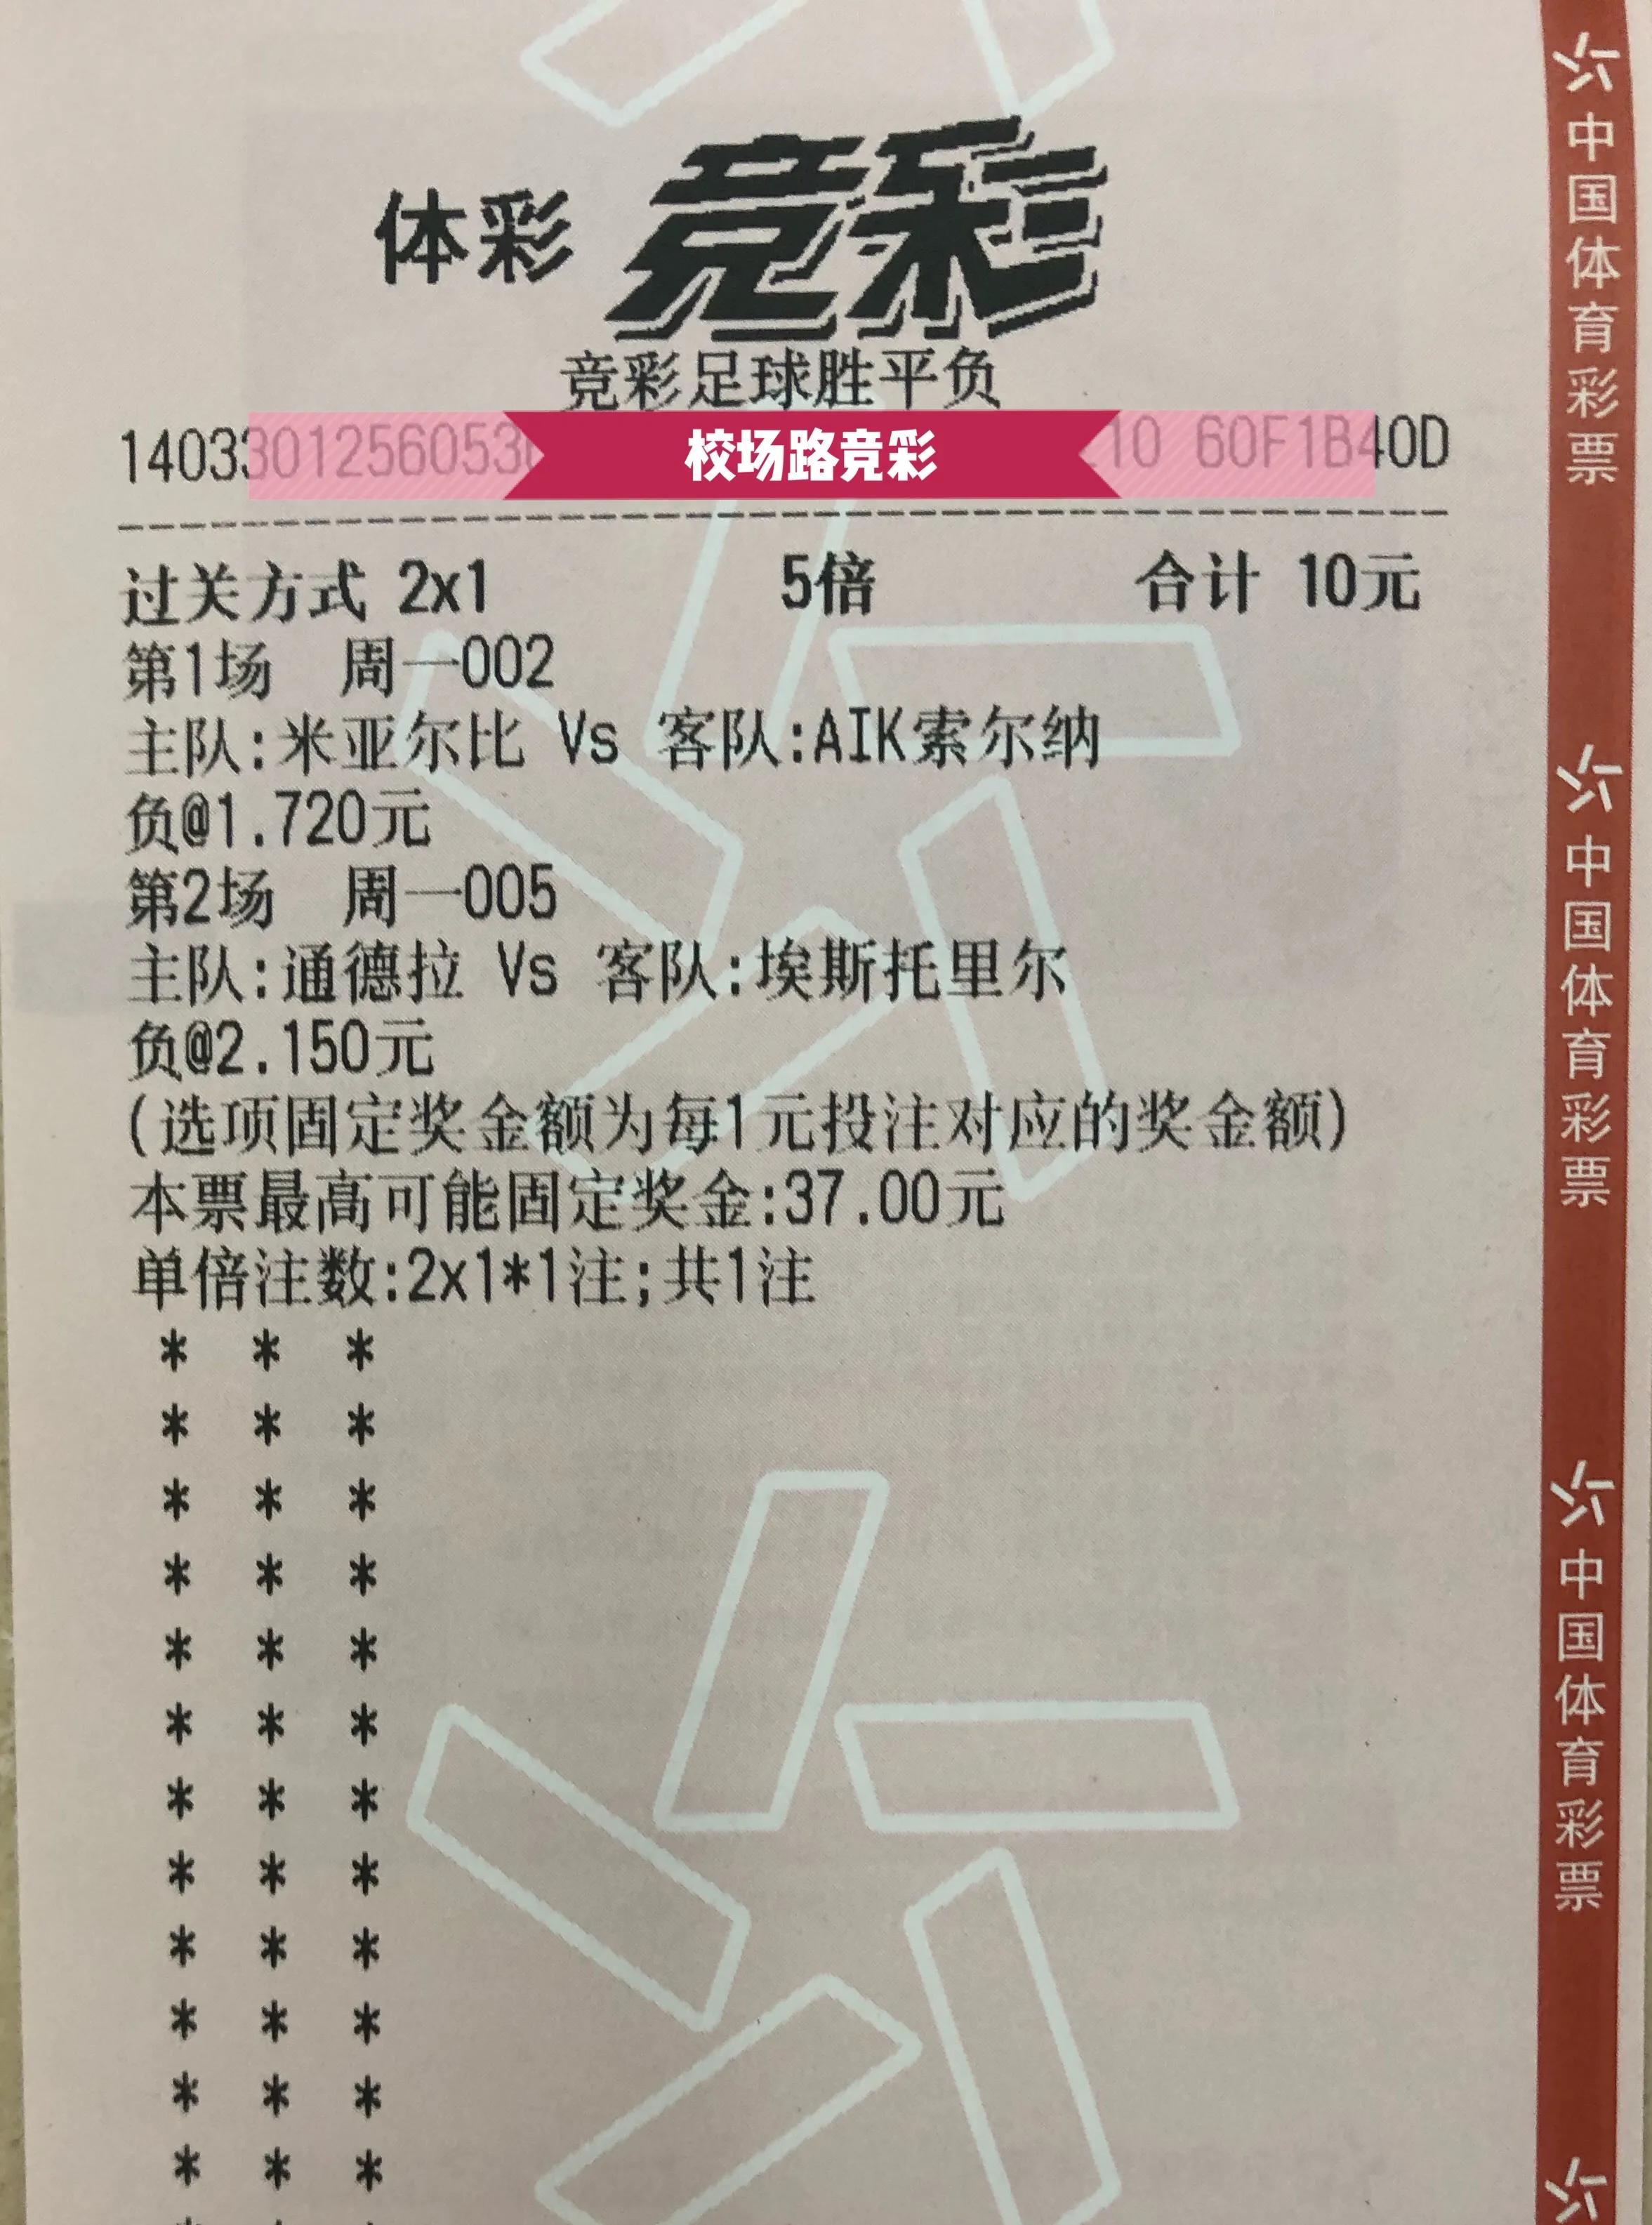 体彩 竞彩
竞彩足球胜平负
校场路竞彩
14033012560530 10 60F1B40D
过关方式 2x1 5倍 合计 10元
第1场 周一002
主队:米亚尔比 Vs 客队:AIK索尔纳
负@1.720元
第2场 周一005
主队:通德拉 Vs 客队:埃斯托里尔
负@2.150元
(选项固定奖金额为每1元投注对应的奖金额)
本票最高可能固定奖金:37.00元
单倍注数:2x1*1注;共1注
* * *
* * *
* * *
* * *
* * *
* * *
* * *
* * *
* * *
* * *
* * *
* * *
中国体育彩票
中国体育彩票
中国体育彩票